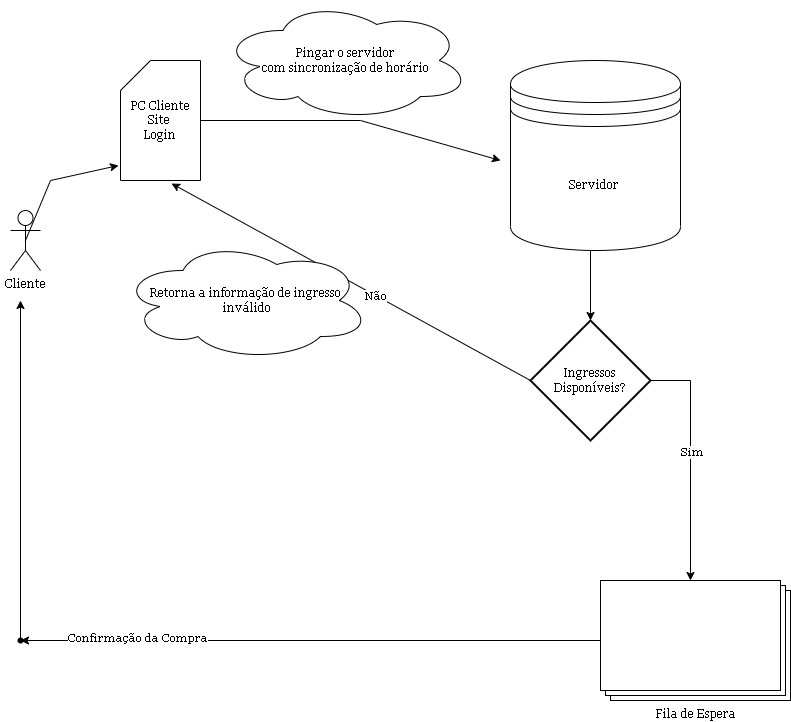 Pingar o servidor
com sincronização de horário
PC Cliente
Site
Login
Servidor
Cliente
Retorna a informação de ingresso
inválido
Não
Ingressos
Disponíveis?
Sim
Confirmação da Compra
Fila de Espera